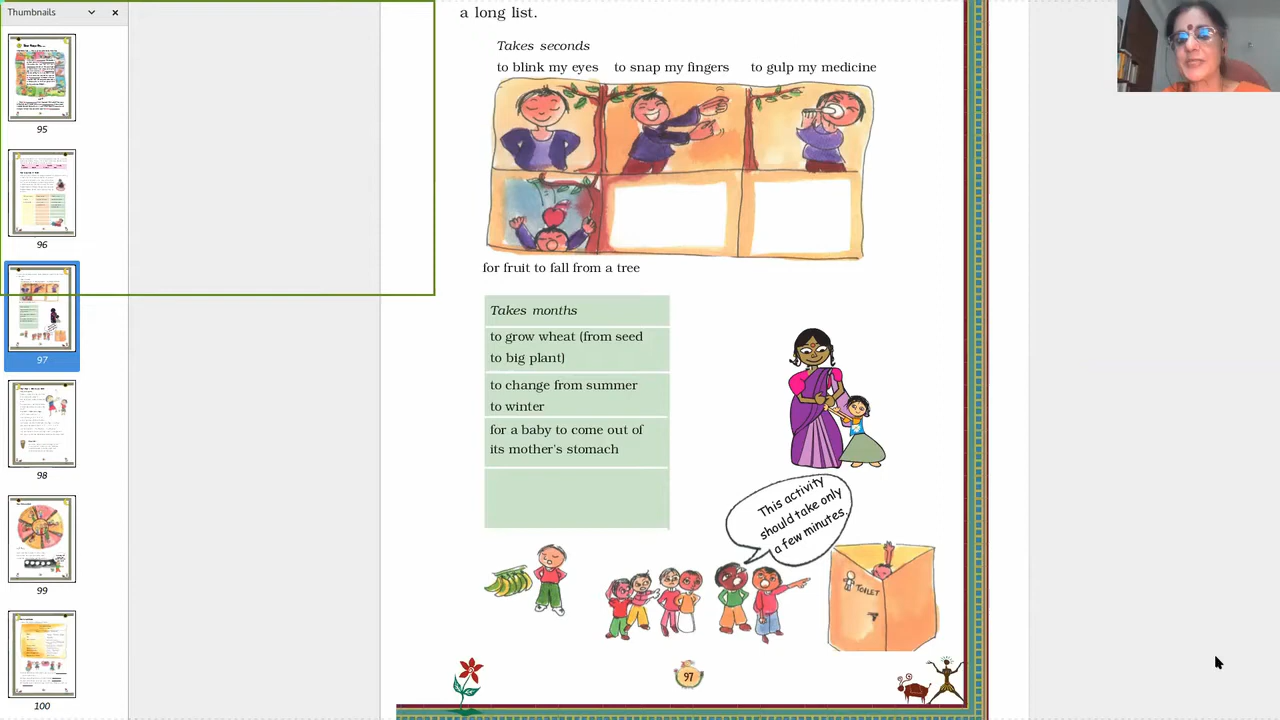 Thumbnails
95
96
97
98
99
100
a long list.
Takes seconds
to blink my eyes to snap my fingers to gulp my medicine
for fruit to fall from a tree
Takes months
to grow wheat (from seed
to big plant)
to change from summer
to winter
for a baby to come out of
its mother's stomach
This activity
should take only
a few minutes.
TOILET
97